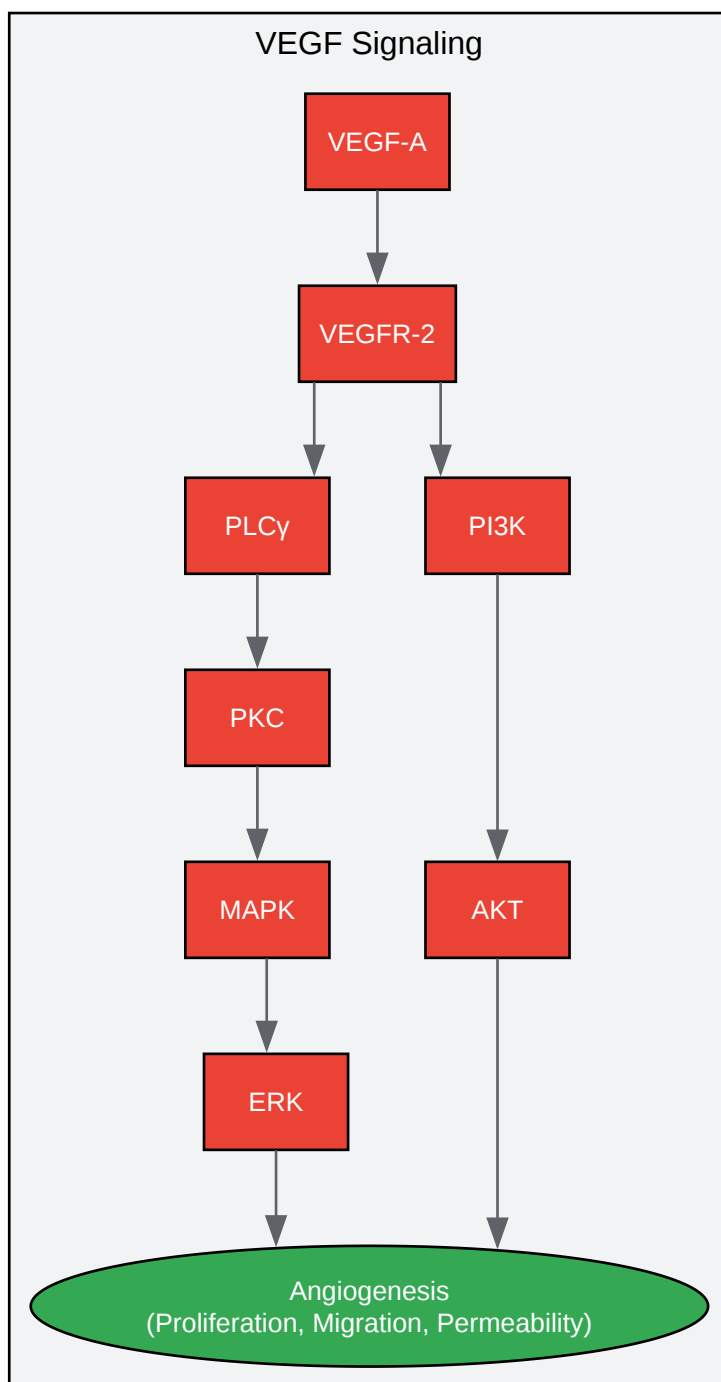 VEGF Signaling
VEGF-A
VEGFR-2
PLCγ
PI3K
PKC
MAPK
AKT
ERK
Angiogenesis
(Proliferation, Migration, Permeability)